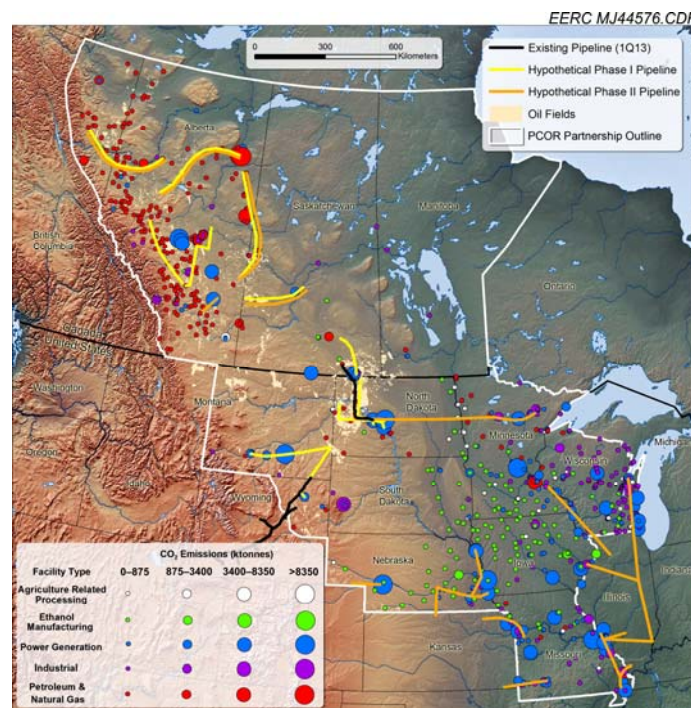 EERC MJ44576.CDR
0 300 600
Kilometers
Existing Pipeline (1Q13)
Hypothetical Phase I Pipeline
Hypothetical Phase II Pipeline
Oil Fields
PCOR Partnership Outline
Alberta
Saskatchewan
Manitoba
British
Columbia
Ontario
Canada
United States
Washington
Montana
North
Dakota
Minnesota
Michigan
Oregon
Idaho
Wisconsin
Wyoming
South
Dakota
Nebraska
Iowa
Illinois
Indiana
Kansas
Missouri
CO₂ Emissions (ktonnes)
Facility Type 0–875 875–3400 3400–8350 >8350
Agriculture Related
Processing
Ethanol
Manufacturing
Power Generation
Industrial
Petroleum &
Natural Gas